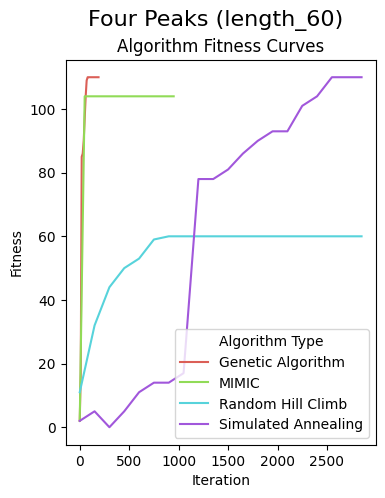 Four Peaks (length_60)
Algorithm Fitness Curves
Fitness
100
80
60
40
20
0
Algorithm Type
Genetic Algorithm
MIMIC
Random Hill Climb
Simulated Annealing
0 500 1000 1500 2000 2500
Iteration